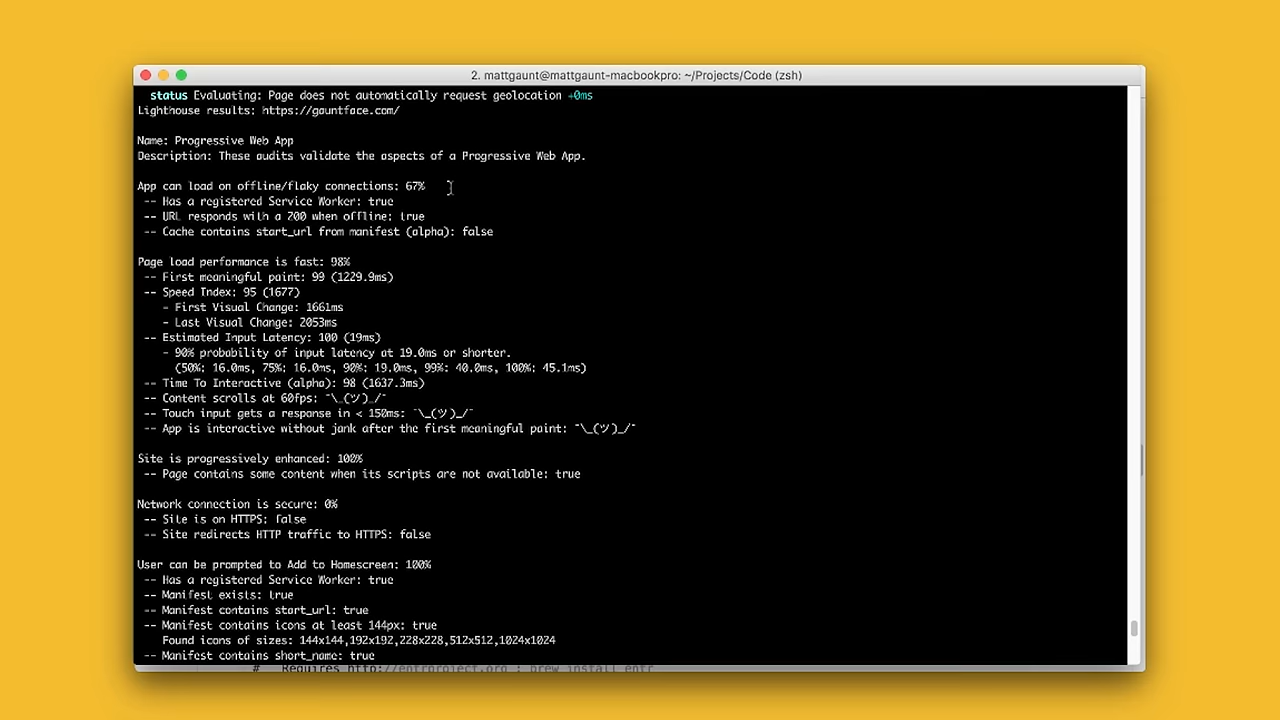 2. mattgaunt@mattgaunt-macbookpro: ~/Projects/Code (zsh)
status Evaluating: Page does not automatically request geolocation +0ms
Lighthouse results: https://gauntface.com/
Name: Progressive Web App
Description: These audits validate the aspects of a Progressive Web App.
App can load on offline/flaky connections: 67%
-- Has a registered Service Worker: true
-- URL responds with a 200 when offline: true
-- Cache contains start_url from manifest (alpha): false
Page load performance is fast: 98%
-- First meaningful paint: 99 (1229.9ms)
-- Speed Index: 95 (1677)
- First Visual Change: 1661ms
- Last Visual Change: 2053ms
-- Estimated Input Latency: 100 (19ms)
- 90% probability of input latency at 19.0ms or shorter.
(50%: 16.0ms, 75%: 16.0ms, 90%: 19.0ms, 99%: 40.0ms, 100%: 45.1ms)
-- Time To Interactive (alpha): 98 (1637.3ms)
-- Content scrolls at 60fps: ¯\_(ツ)_/¯
-- Touch input gets a response in < 150ms: ¯\_(ツ)_/¯
-- App is interactive without jank after the first meaningful paint: ¯\_(ツ)_/¯
Site is progressively enhanced: 100%
-- Page contains some content when its scripts are not available: true
Network connection is secure: 0%
-- Site is on HTTPS: false
-- Site redirects HTTP traffic to HTTPS: false
User can be prompted to Add to Homescreen: 100%
-- Has a registered Service Worker: true
-- Manifest exists: true
-- Manifest contains start_url: true
-- Manifest contains icons at least 144px: true
Found icons of sizes: 144x144,192x192,228x228,512x512,1024x1024
-- Manifest contains short_name: true
# Requires http://entrproject.org : brew install entr